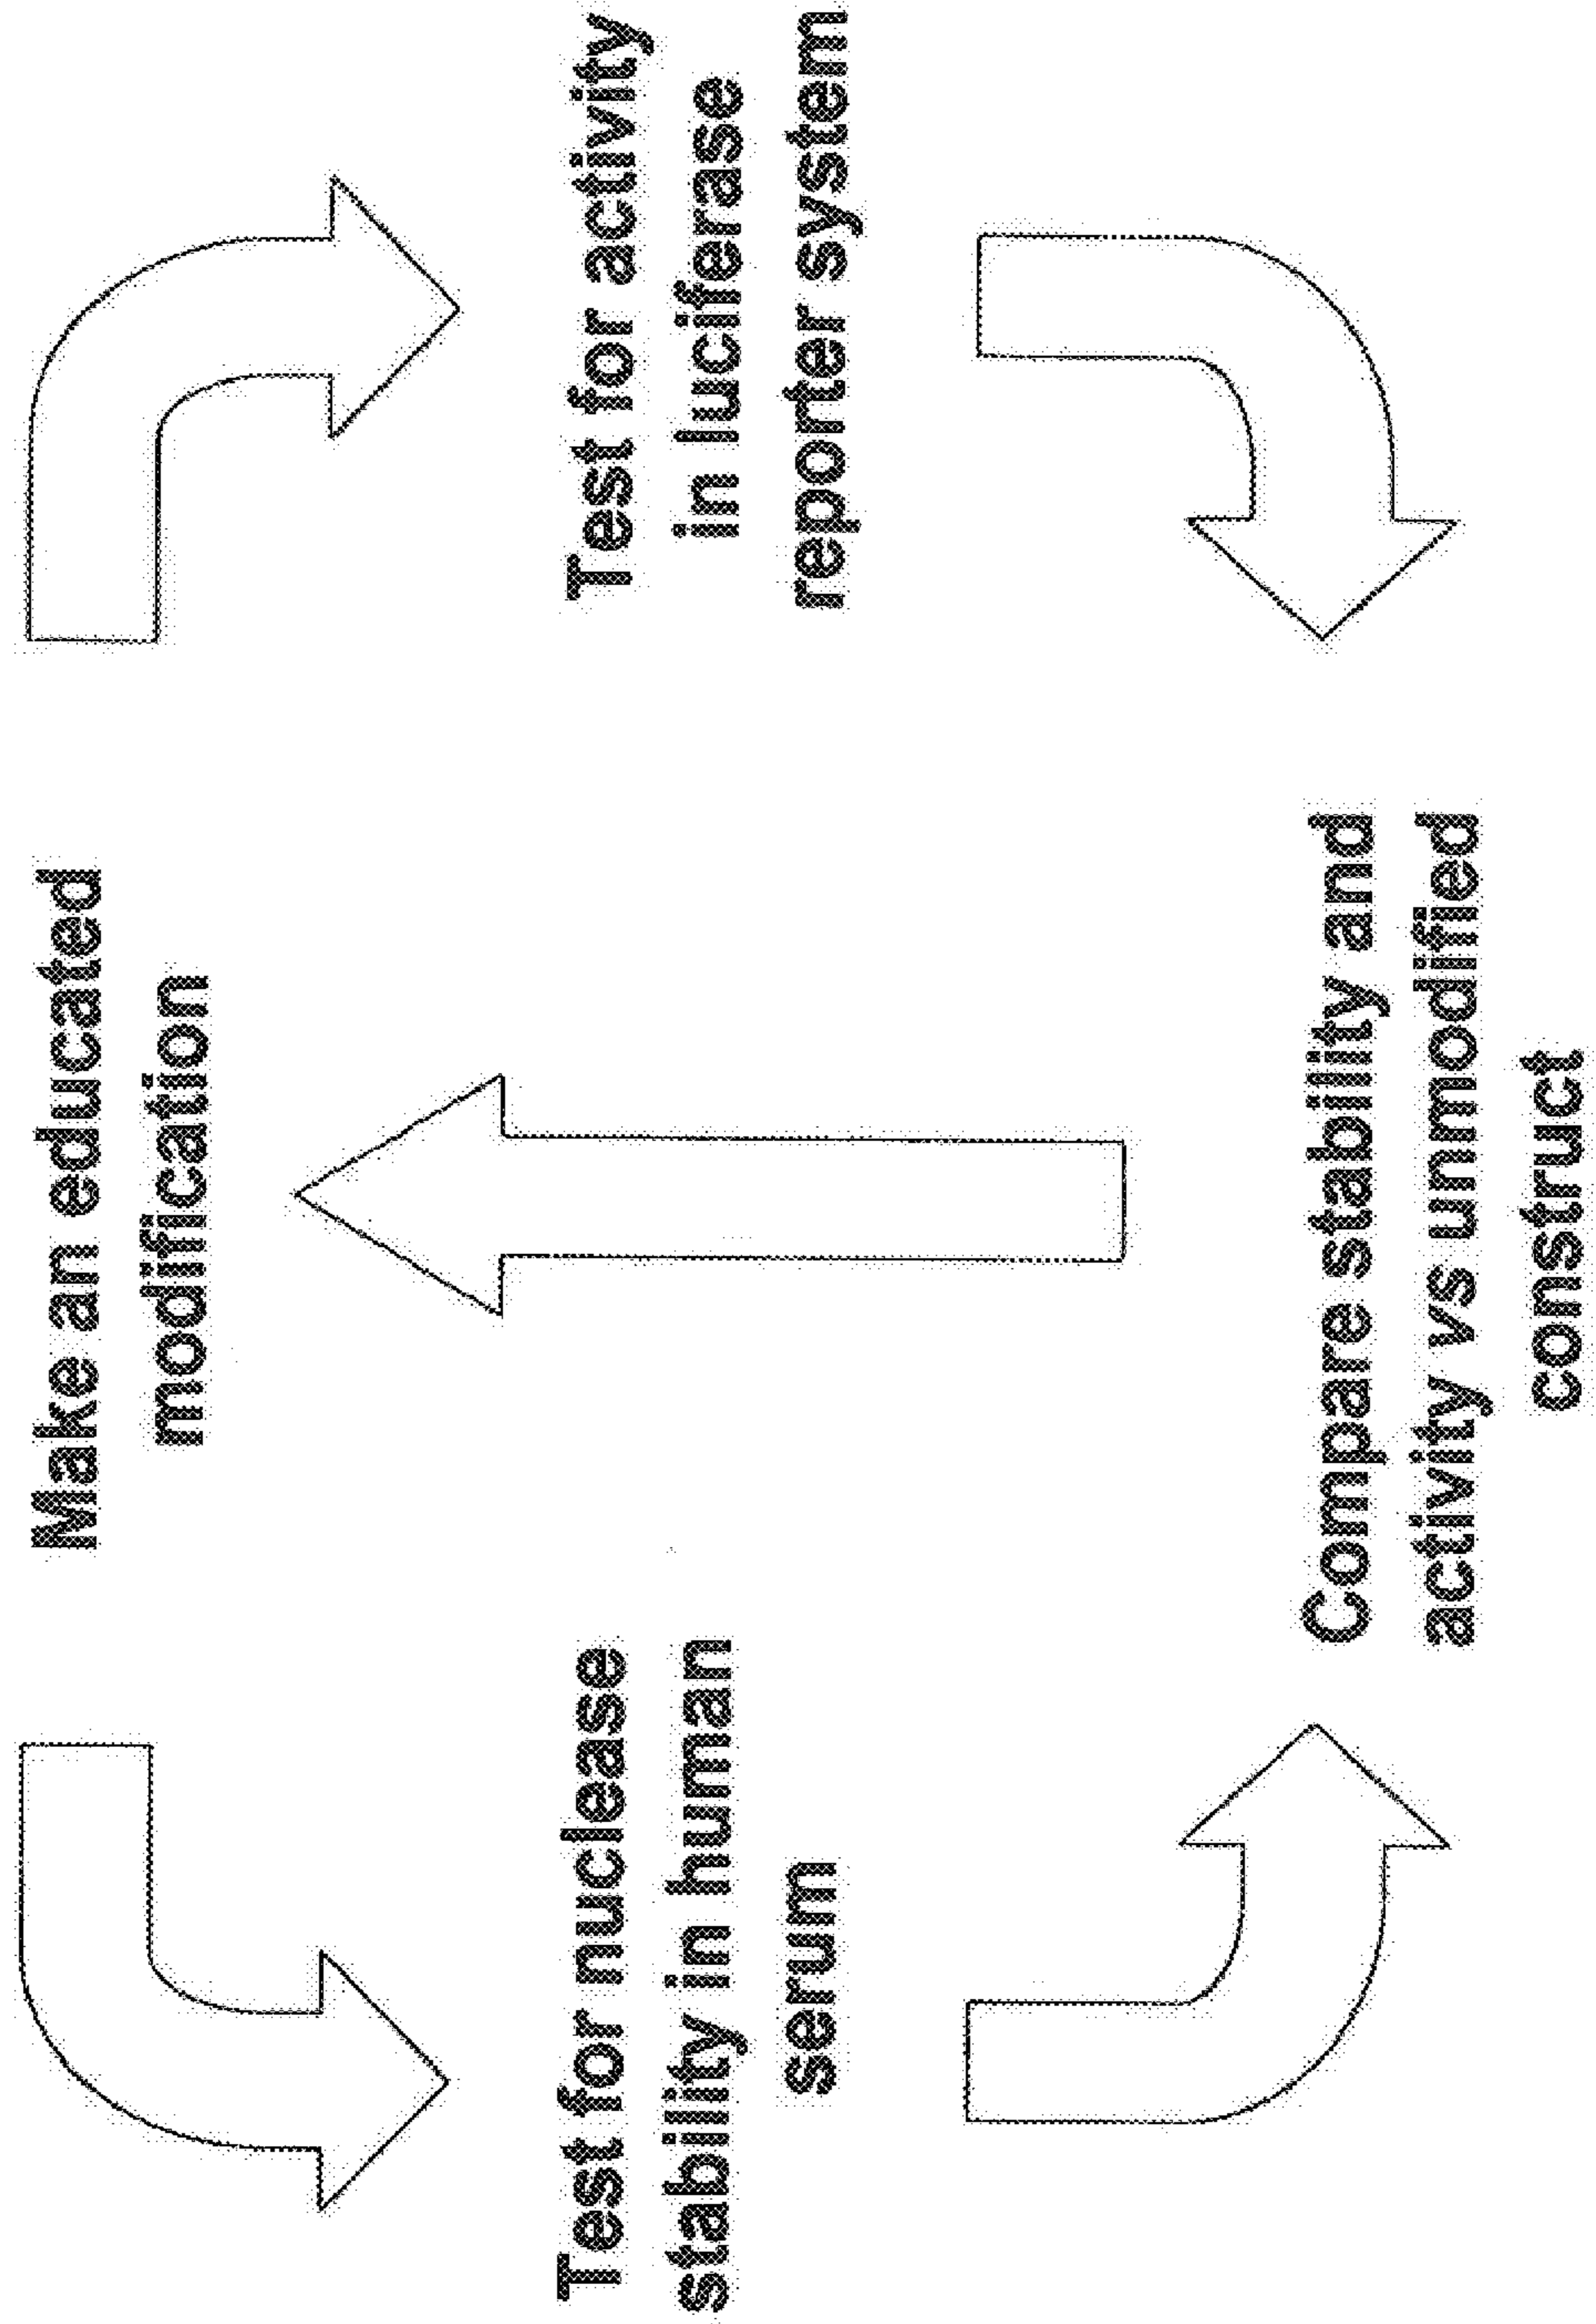 Make an educated
modification
Test for nuclease
stability in human
serum
Test for activity
in luciferase
reporter system
Compare stability and
activity vs unmodified
construct